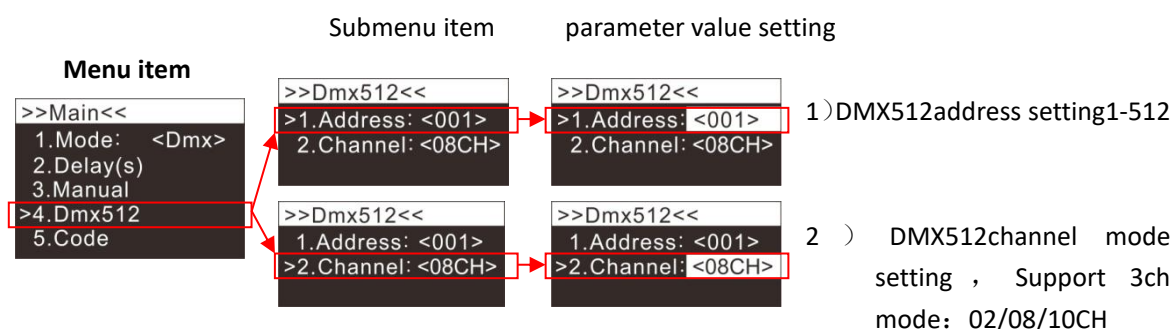 Submenu item
parameter value setting
Menu item
>>Main<<
1.Mode: <Dmx>
2.Delay(s)
3.Manual
>4.Dmx512
5.Code
>>Dmx512<<
>1.Address: <001>
2.Channel: <08CH>
>>Dmx512<<
>1.Address: <001>
2.Channel: <08CH>
1）DMX512address setting1-512
>>Dmx512<<
1.Address: <001>
>2.Channel: <08CH>
>>Dmx512<<
1.Address: <001>
>2.Channel: <08CH>
2 ） DMX512channel mode
setting ， Support 3ch
mode：02/08/10CH